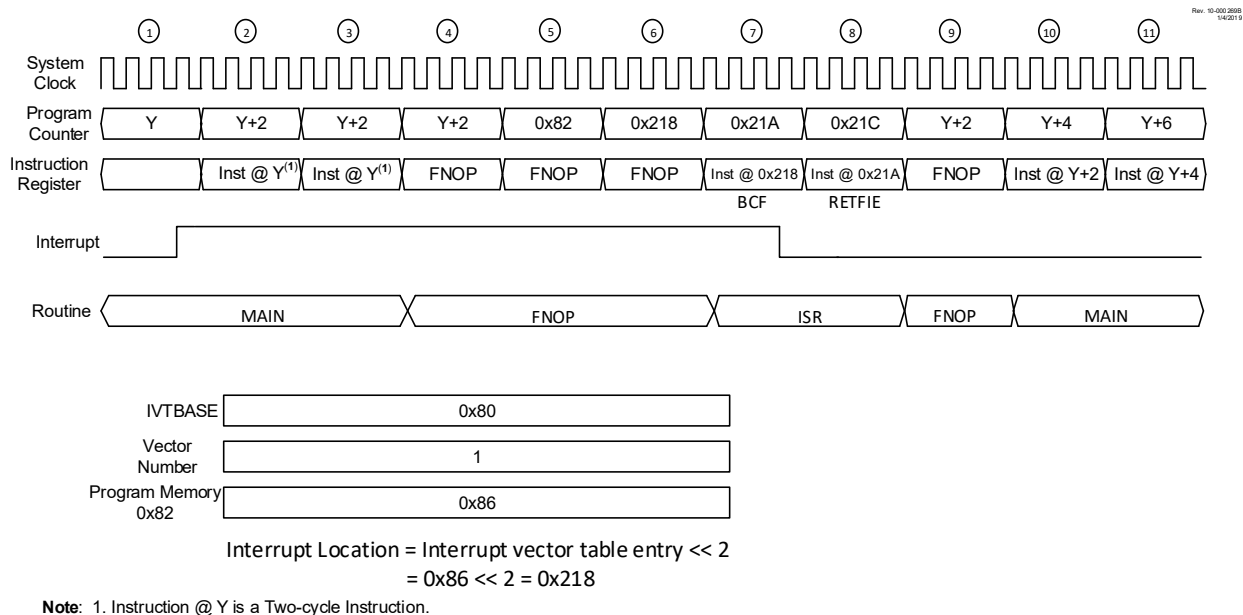 Rev. 10-000 269B
1/4/2019
1 2 3 4 5 6 7 8 9 10 11
System
Clock
Program
Counter
Y Y+2 Y+2 Y+2 0x82 0x218 0x21A 0x21C Y+2 Y+4 Y+6
Instruction
Register
Inst @ Y(1) Inst @ Y(1) FNOP FNOP FNOP Inst @ 0x218 Inst @ 0x21A FNOP Inst @ Y+2 Inst @ Y+4
BCF RETFIE
Interrupt
Routine MAIN FNOP ISR FNOP MAIN
IVTBASE 0x80
Vector
Number
1
Program Memory
0x82
0x86
Interrupt Location = Interrupt vector table entry << 2
= 0x86 << 2 = 0x218
Note: 1. Instruction @ Y is a Two-cycle Instruction.